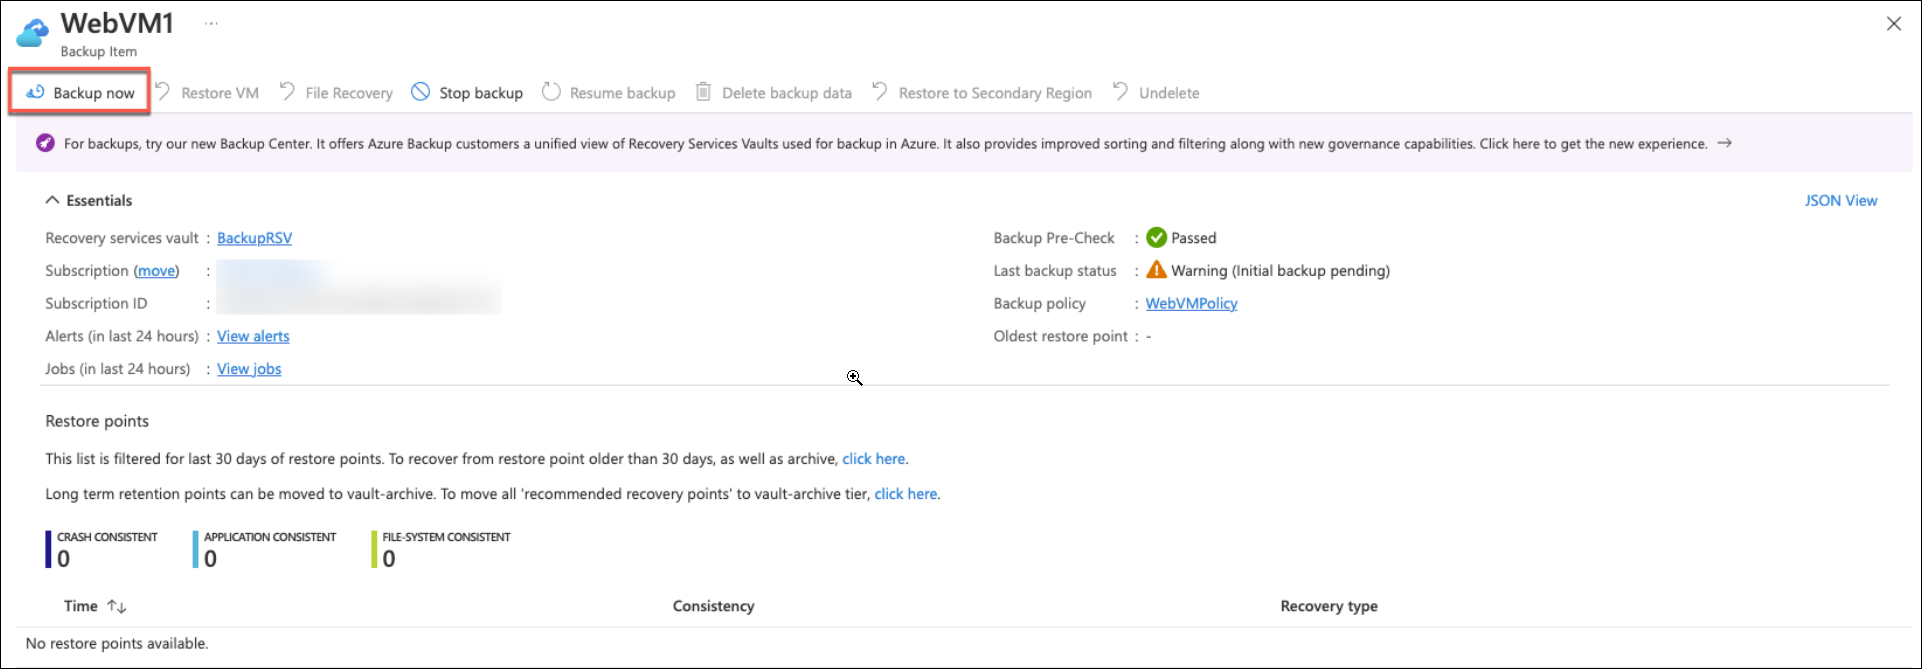 WebVM1 ...
Backup Item
Backup now Restore VM File Recovery Stop backup Resume backup Delete backup data Restore to Secondary Region Undelete
For backups, try our new Backup Center. It offers Azure Backup customers a unified view of Recovery Services Vaults used for backup in Azure. It also provides improved sorting and filtering along with new governance capabilities. Click here to get the new experience. →
Essentials JSON View
Recovery services vault : BackupRSV
Subscription (move) :
Subscription ID :
Alerts (in last 24 hours) : View alerts
Jobs (in last 24 hours) : View jobs
Backup Pre-Check : Passed
Last backup status : Warning (Initial backup pending)
Backup policy : WebVMPolicy
Oldest restore point : -
Restore points
This list is filtered for last 30 days of restore points. To recover from restore point older than 30 days, as well as archive, click here.
Long term retention points can be moved to vault-archive. To move all 'recommended recovery points' to vault-archive tier, click here.
CRASH CONSISTENT APPLICATION CONSISTENT FILE-SYSTEM CONSISTENT
0 0 0
Time ↑↓ Consistency Recovery type
No restore points available.